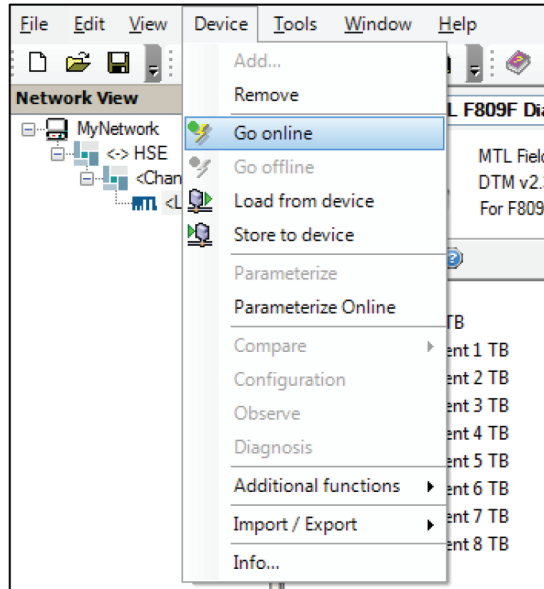 File Edit View Device Tools Window Help
Network View
MyNetwork
<-> HSE
<Chan
<L
Add...
Remove
Go online
Go offline
Load from device
Store to device
Parameterize
Parameterize Online
Compare
Configuration
Observe
Diagnosis
Additional functions
Import / Export
Info...
L F809F Dia
MTL Field
DTM v2.
For F809
TB
ent 1 TB
ent 2 TB
ent 3 TB
ent 4 TB
ent 5 TB
ent 6 TB
ent 7 TB
ent 8 TB